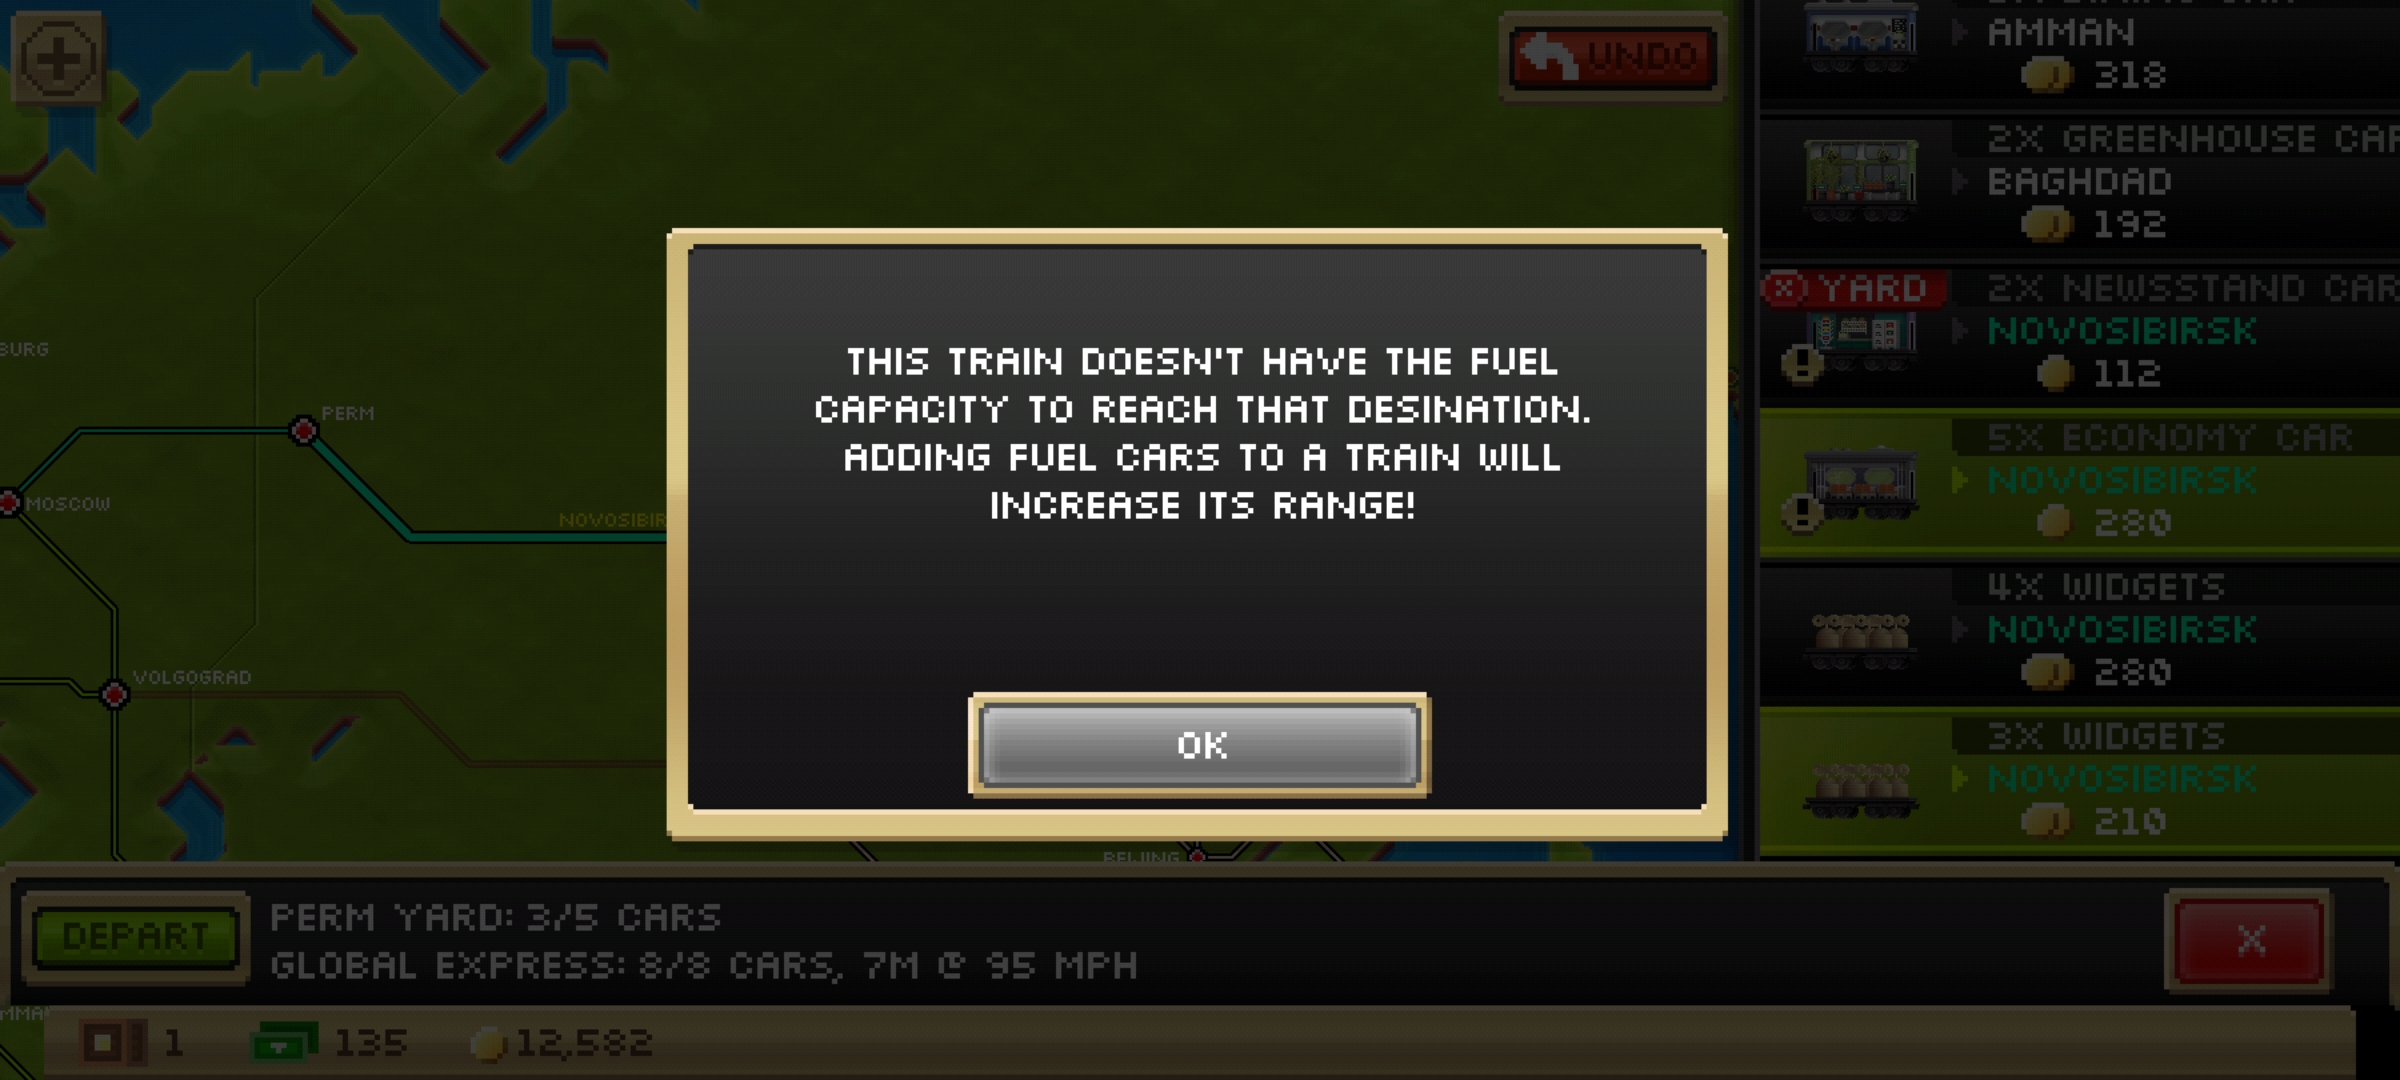 UNDO
AMMAN
318
2X GREENHOUSE CAR
BAGHDAD
192
YARD
2X NEWSSTAND CAR
NOVOSIBIRSK
112
5X ECONOMY CAR
NOVOSIBIRSK
280
4X WIDGETS
NOVOSIBIRSK
280
3X WIDGETS
NOVOSIBIRSK
210
BURG
PERM
MOSCOW
NOVOSIBIR
VOLGOGRAD
BEIJING
THIS TRAIN DOESN'T HAVE THE FUEL
CAPACITY TO REACH THAT DESINATION.
ADDING FUEL CARS TO A TRAIN WILL
INCREASE ITS RANGE!
OK
DEPART
PERM YARD: 3/5 CARS
GLOBAL EXPRESS: 8/8 CARS, 7M @ 95 MPH
X
MMA
1
135
12,582